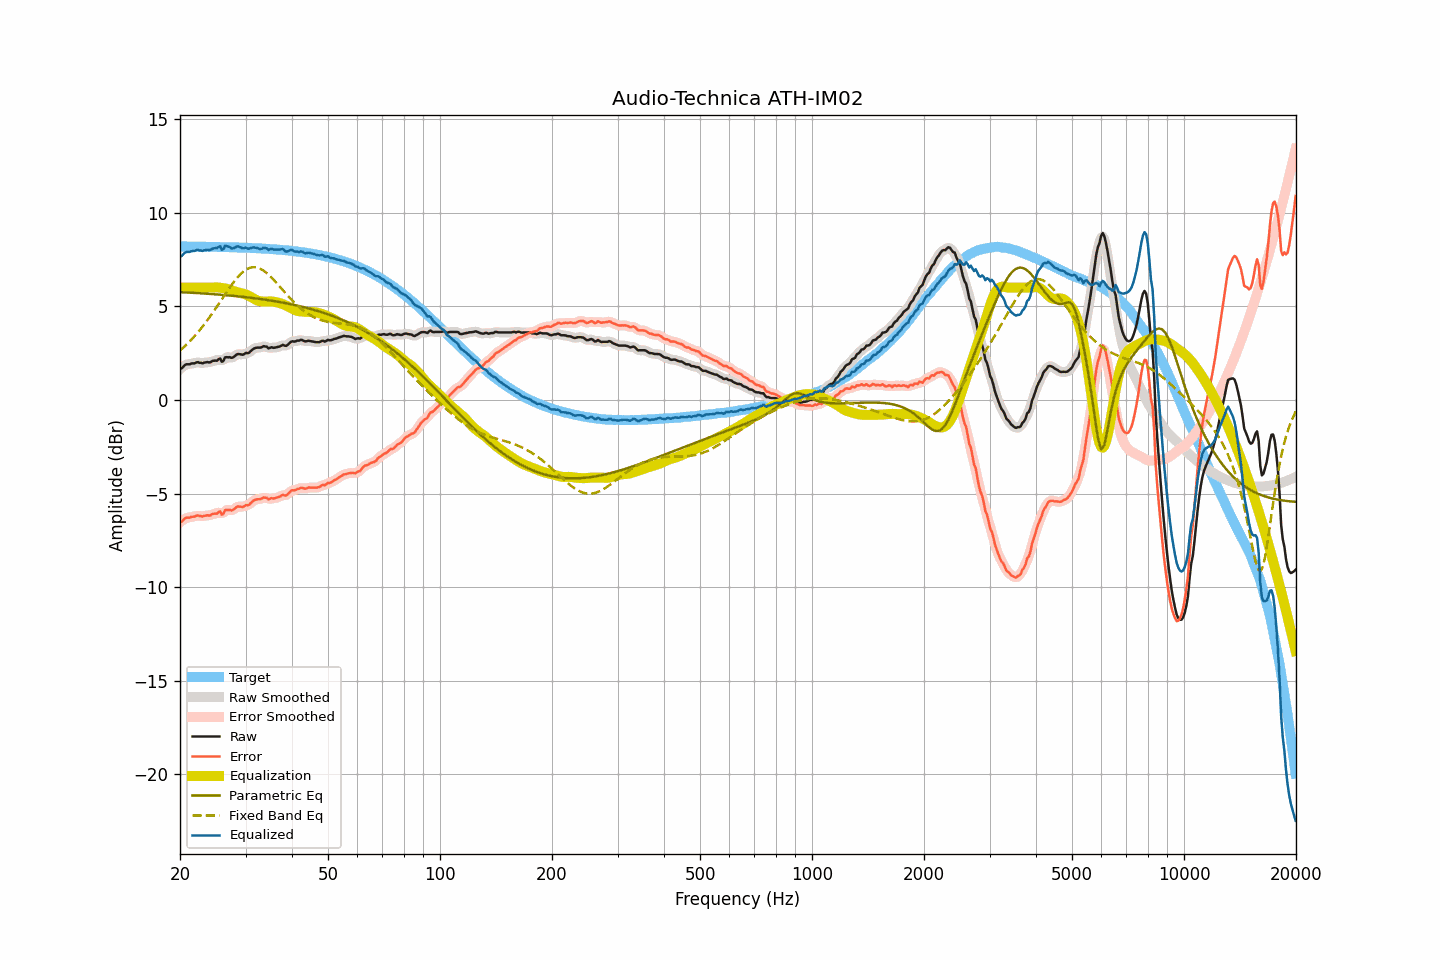 Audio-Technica ATH-IM02
15
10
5
0
−5
−10
−15
−20
Amplitude (dBr)
Target
Raw Smoothed
Error Smoothed
Raw
Error
Equalization
Parametric Eq
Fixed Band Eq
Equalized
20 50 100 200 500 1000 2000 5000 10000 20000
Frequency (Hz)